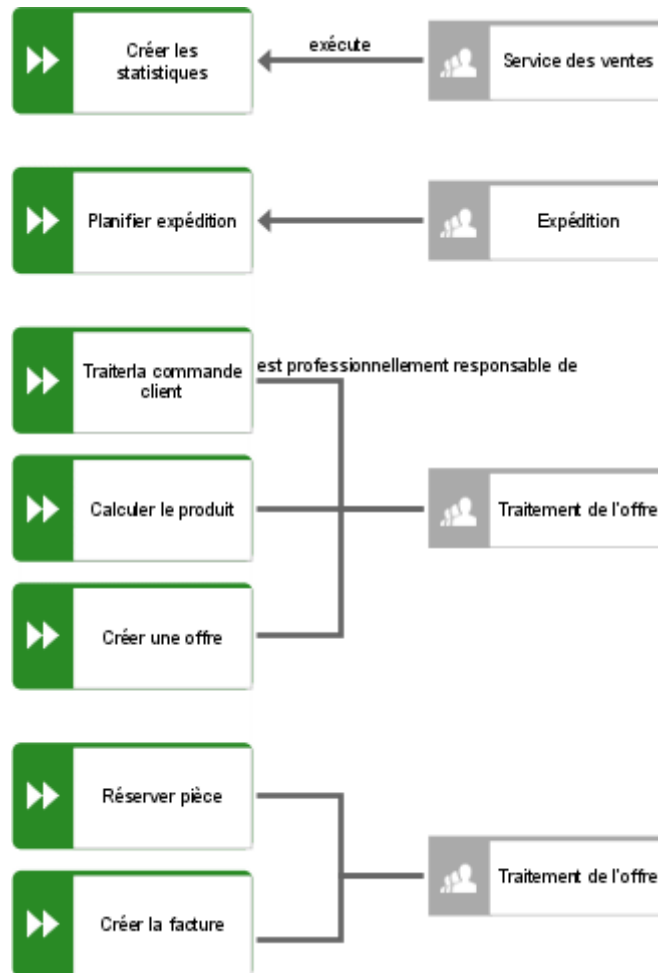 Créer les
statistiques
exécute
Service des ventes
Planifier expédition
Expédition
Traiterla commande
client
est professionnellement responsable de
Calculer le produit
Traitement de l'offre
Créer une offre
Réserver pièce
Traitement de l'offre
Créer la facture